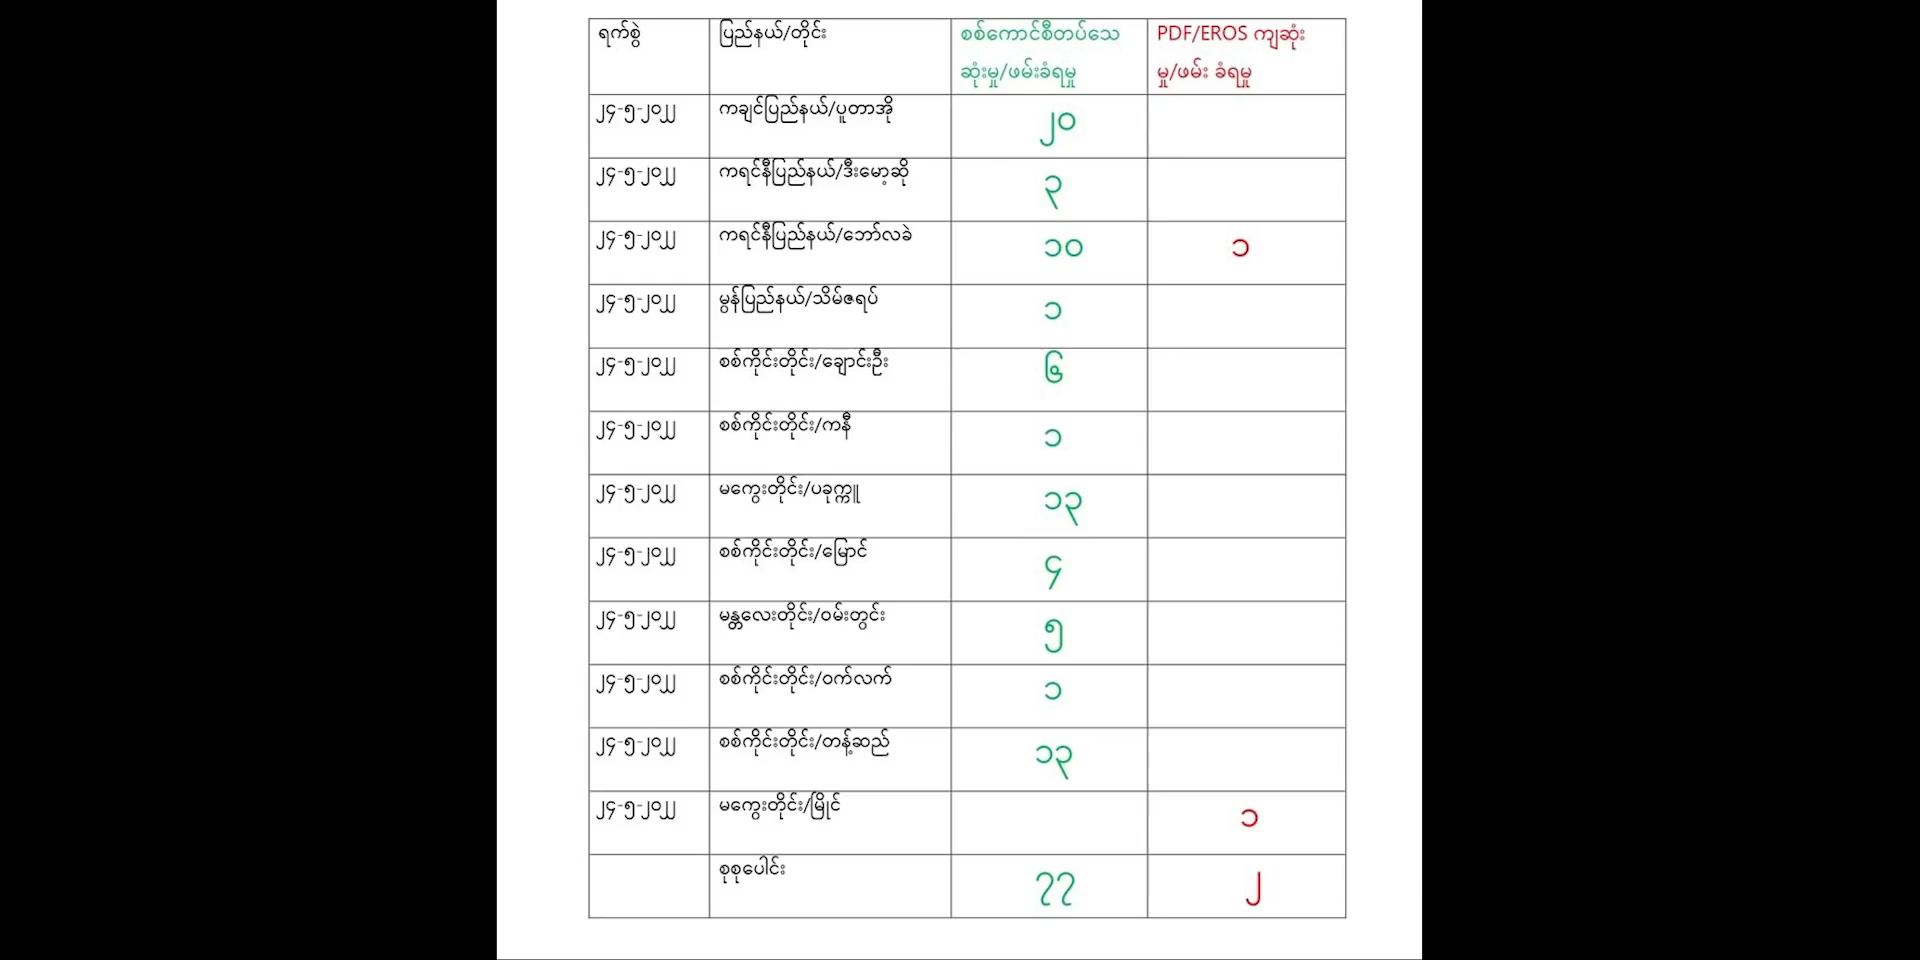 ရက်စွဲ ပြည်နယ်/တိုင်း စစ်ကောင်စီတပ်သေ PDF/EROS ကျဆုံး
ဆုံးမှု/ဖမ်းခံရမှု မှု/ဖမ်း ခံရမှု
၂၄-၅-၂၀၂၂ ကချင်ပြည်နယ်/ပူတာအို ၂၀
၂၄-၅-၂၀၂၂ ကရင်နီပြည်နယ်/ဒီးမော့ဆို ၃
၂၄-၅-၂၀၂၂ ကရင်နီပြည်နယ်/ဘော်လခဲ ၁၀ ၁
၂၄-၅-၂၀၂၂ မွန်ပြည်နယ်/သိမ်ဇရပ် ၁
၂၄-၅-၂၀၂၂ စစ်ကိုင်းတိုင်း/ချောင်းဦး ၆
၂၄-၅-၂၀၂၂ စစ်ကိုင်းတိုင်း/ကနီ ၁
၂၄-၅-၂၀၂၂ မကွေးတိုင်း/ပခုက္ကူ ၁၃
၂၄-၅-၂၀၂၂ စစ်ကိုင်းတိုင်း/မြောင် ၄
၂၄-၅-၂၀၂၂ မန္တလေးတိုင်း/ဝမ်းတွင်း ၅
၂၄-၅-၂၀၂၂ စစ်ကိုင်းတိုင်း/ဝက်လက် ၁
၂၄-၅-၂၀၂၂ စစ်ကိုင်းတိုင်း/တန့်ဆည် ၁၃
၂၄-၅-၂၀၂၂ မကွေးတိုင်း/မြိုင် ၁
စုစုပေါင်း ၇၇ ၂